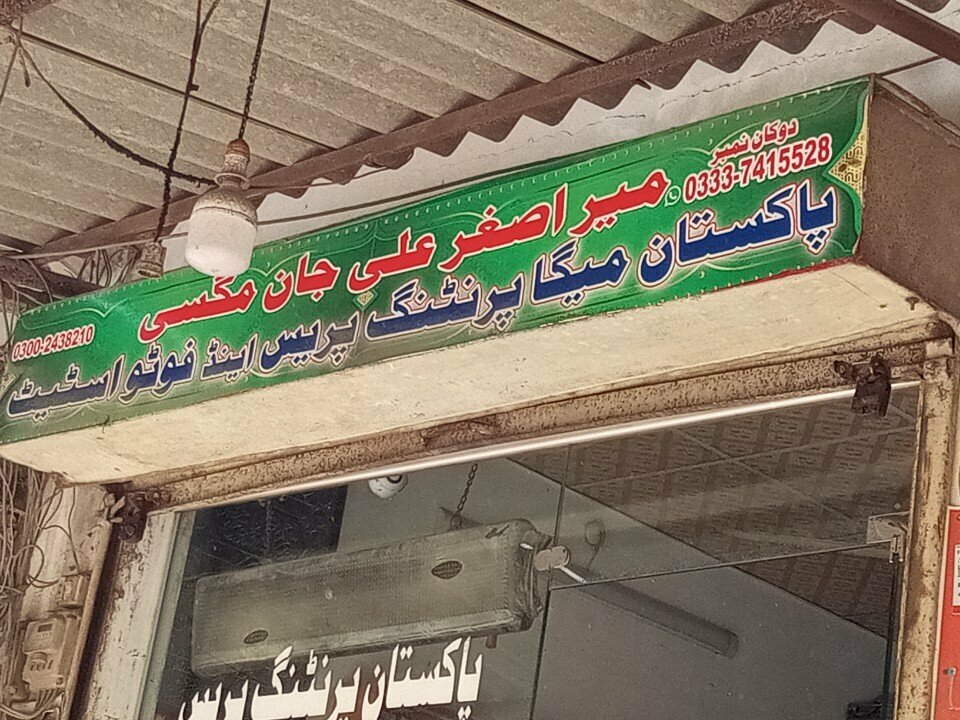 دوکان نمبر
0333-7415528
میر اصغر علی جان مگسی
0300-2438210
پاکستان میگا پرنٹنگ پریس اینڈ فوٹو اسٹیٹ
پاکستان پرنٹنگ پریس